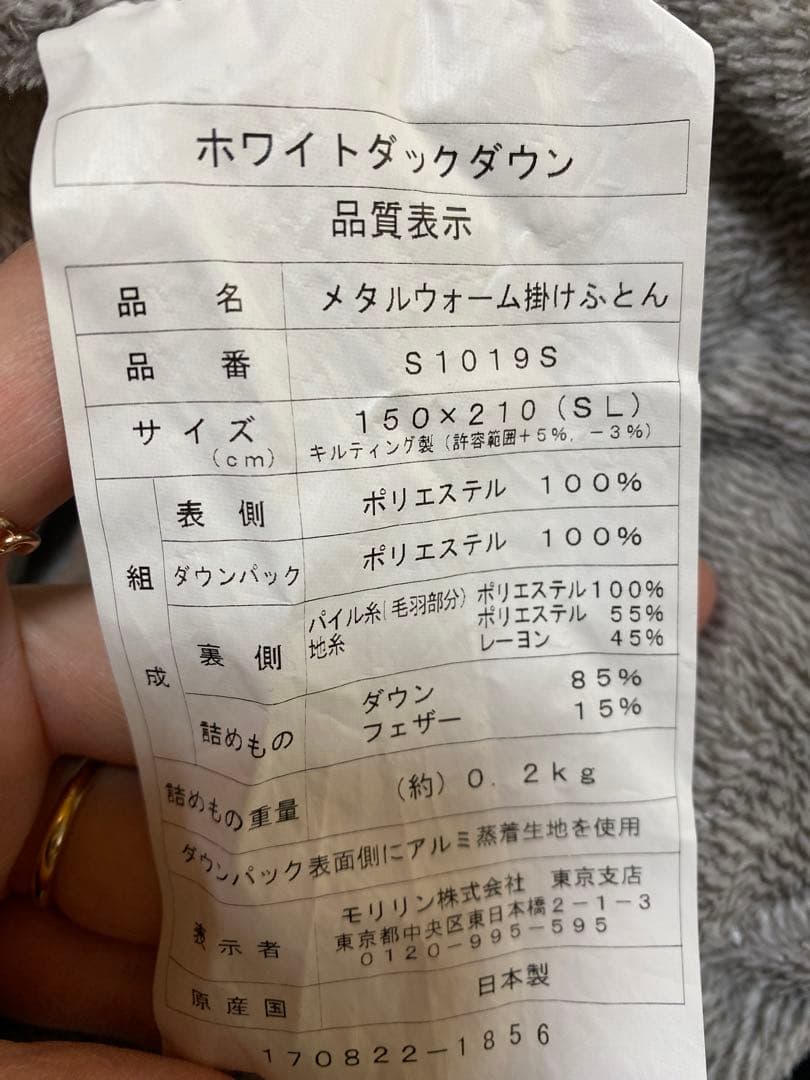 ホワイトダックダウン
品質表示
品名 メタルウォーム掛けふとん
品番 S1019S
サイズ(cm) 150×210(SL)
キルティング製(許容範囲+5%, -3%)
組成
表側 ポリエステル 100%
ダウンパック ポリエステル 100%
裏側 パイル糸(毛羽部分) ポリエステル100%
地糸 ポリエステル 55%
レーヨン 45%
詰めもの ダウン 85%
フェザー 15%
詰めもの重量 (約)0.2kg
ダウンパック表面側にアルミ蒸着生地を使用
表示者 モリリン株式会社 東京支店
東京都中央区東日本橋2-1-3
0120-995-595
原産国 日本製
170822-1856